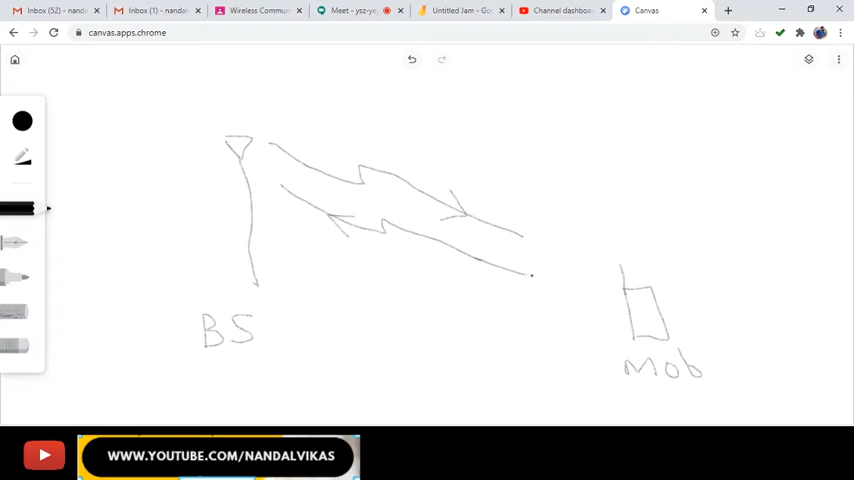 Inbox (52) - nandal
Inbox (1) - nandal
Wireless Commun
Meet - ysz-ye
Untitled Jam - Goo
Channel dashboa
Canvas
canvas.apps.chrome
BS
Mob
WWW.YOUTUBE.COM/NANDALVIKAS